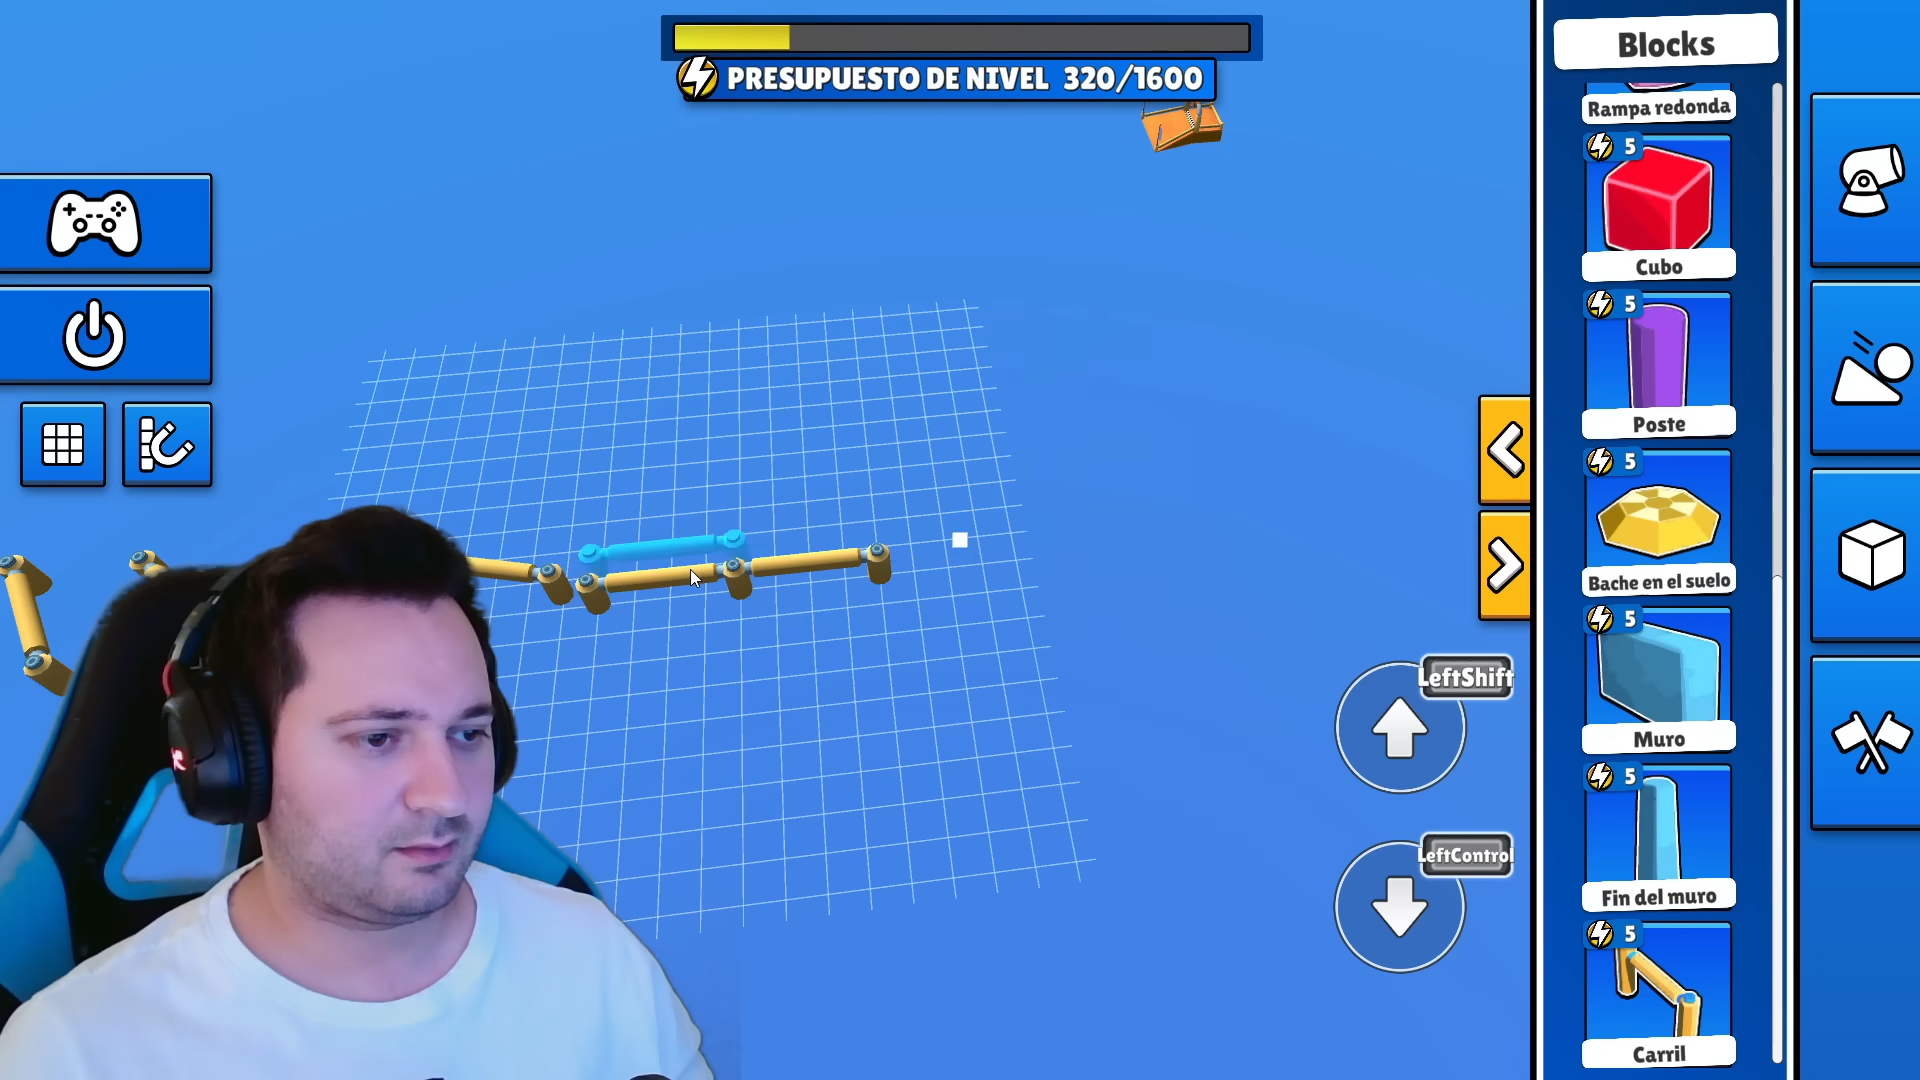 PRESUPUESTO DE NIVEL 320/1600
Blocks
Rampa redonda
5
Cubo
5
Poste
5
Bache en el suelo
5
Muro
5
Fin del muro
5
Carril
LeftShift
LeftControl